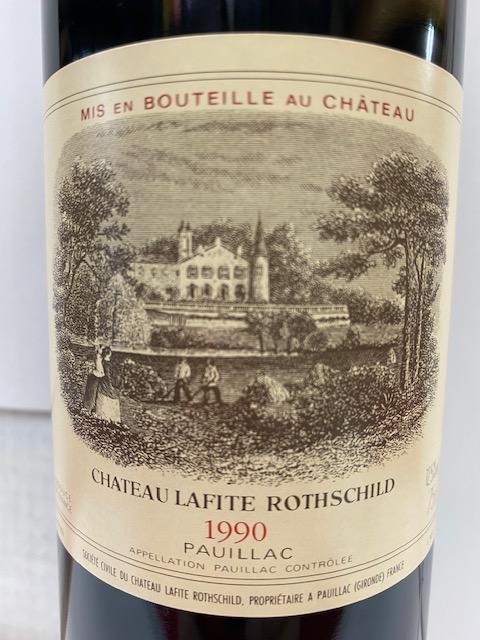 MIS EN BOUTEILLE AU CHÂTEAU
CHATEAU LAFITE ROTHSCHILD
1990
PAUILLAC
APPELLATION PAUILLAC CONTRÔLÉE
SOCIÉTÉ CIVILE DU CHATEAU LAFITE ROTHSCHILD, PROPRIÉTAIRE A PAUILLAC (GIRONDE) FRANCE